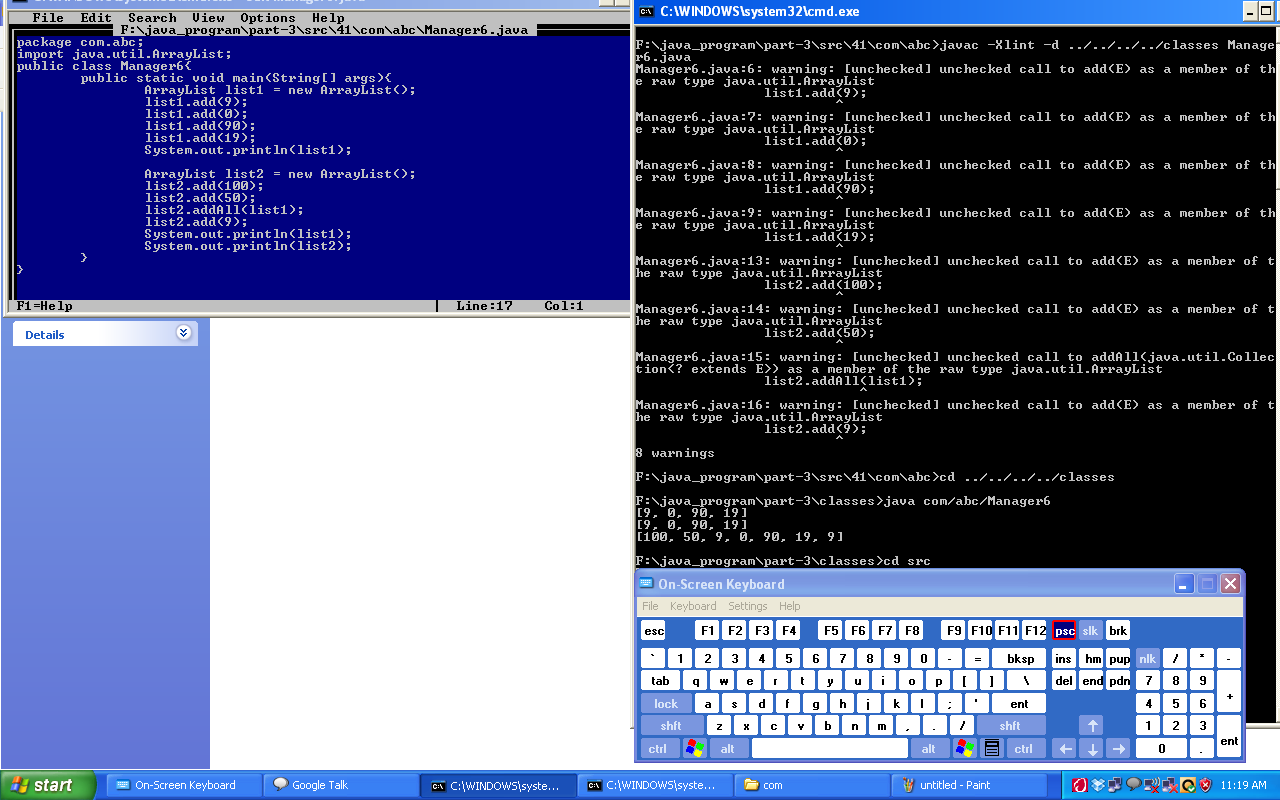 File Edit Search View Options Help
F:\java_program\part-3\src\41\com\abc\Manager6.java
package com.abc;
import java.util.ArrayList;
public class Manager6{
public static void main(String[] args){
ArrayList list1 = new ArrayList();
list1.add(9);
list1.add(0);
list1.add(90);
list1.add(19);
System.out.println(list1);
ArrayList list2 = new ArrayList();
list2.add(100);
list2.add(50);
list2.addAll(list1);
list2.add(9);
System.out.println(list1);
System.out.println(list2);
}
}
F1=Help Line:17 Col:1
Details
C:\WINDOWS\system32\cmd.exe
F:\java_program\part-3\src\41\com\abc>javac -Xlint -d ../../../../classes Manage
r6.java
Manager6.java:6: warning: [unchecked] unchecked call to add(E) as a member of th
e raw type java.util.ArrayList
list1.add(9);
^
Manager6.java:7: warning: [unchecked] unchecked call to add(E) as a member of th
e raw type java.util.ArrayList
list1.add(0);
^
Manager6.java:8: warning: [unchecked] unchecked call to add(E) as a member of th
e raw type java.util.ArrayList
list1.add(90);
^
Manager6.java:9: warning: [unchecked] unchecked call to add(E) as a member of th
e raw type java.util.ArrayList
list1.add(19);
^
Manager6.java:13: warning: [unchecked] unchecked call to add(E) as a member of t
he raw type java.util.ArrayList
list2.add(100);
^
Manager6.java:14: warning: [unchecked] unchecked call to add(E) as a member of t
he raw type java.util.ArrayList
list2.add(50);
^
Manager6.java:15: warning: [unchecked] unchecked call to addAll(java.util.Collec
tion<? extends E>) as a member of the raw type java.util.ArrayList
list2.addAll(list1);
^
Manager6.java:16: warning: [unchecked] unchecked call to add(E) as a member of t
he raw type java.util.ArrayList
list2.add(9);
^
8 warnings
F:\java_program\part-3\src\41\com\abc>cd ../../../../classes
F:\java_program\part-3\classes>java com/abc/Manager6
[9, 0, 90, 19]
[9, 0, 90, 19]
[100, 50, 9, 0, 90, 19, 9]
F:\java_program\part-3\classes>cd src
On-Screen Keyboard
File Keyboard Settings Help
esc F1 F2 F3 F4 F5 F6 F7 F8 F9 F10 F11 F12 psc slk brk
` 1 2 3 4 5 6 7 8 9 0 - = bksp ins hm pup nlk / * -
tab q w e r t y u i o p [ ] \ del end pdn 7 8 9 +
lock a s d f g h j k l ; ' ent 4 5 6
shft z x c v b n m , . / shft ↑ 1 2 3 ent
ctrl alt alt ctrl ← ↓ → 0 .
start On-Screen Keyboard Google Talk C:\WINDOWS\syste... C:\WINDOWS\syste... com untitled - Paint 11:19 AM